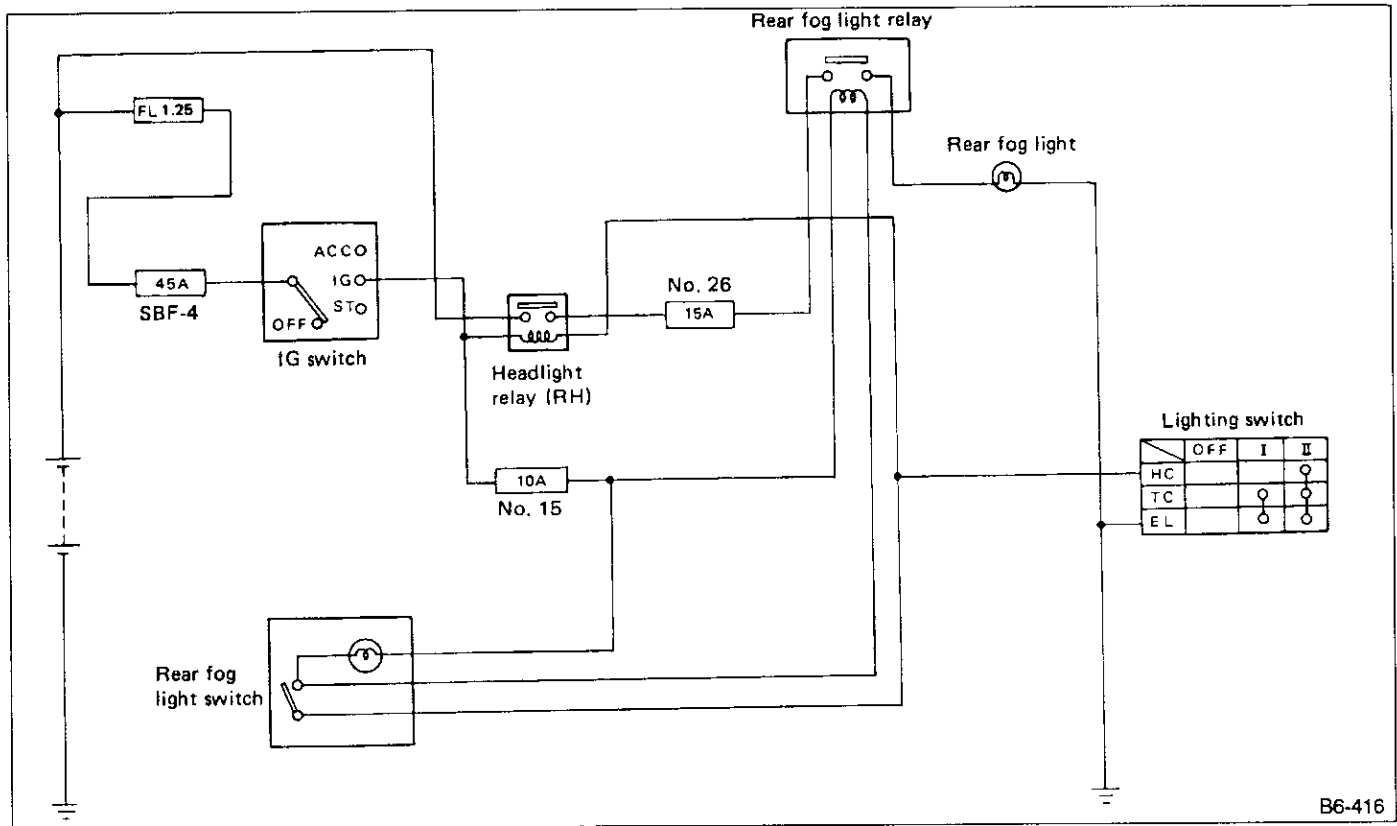 Rear fog light relay
FL 1.25
Rear fog light
ACC
IG
ST
OFF
45A
SBF-4
IG switch
No. 26
15A
Headlight
relay (RH)
Lighting switch
OFF I II
HC
TC
EL
10A
No. 15
Rear fog
light switch
B6-416